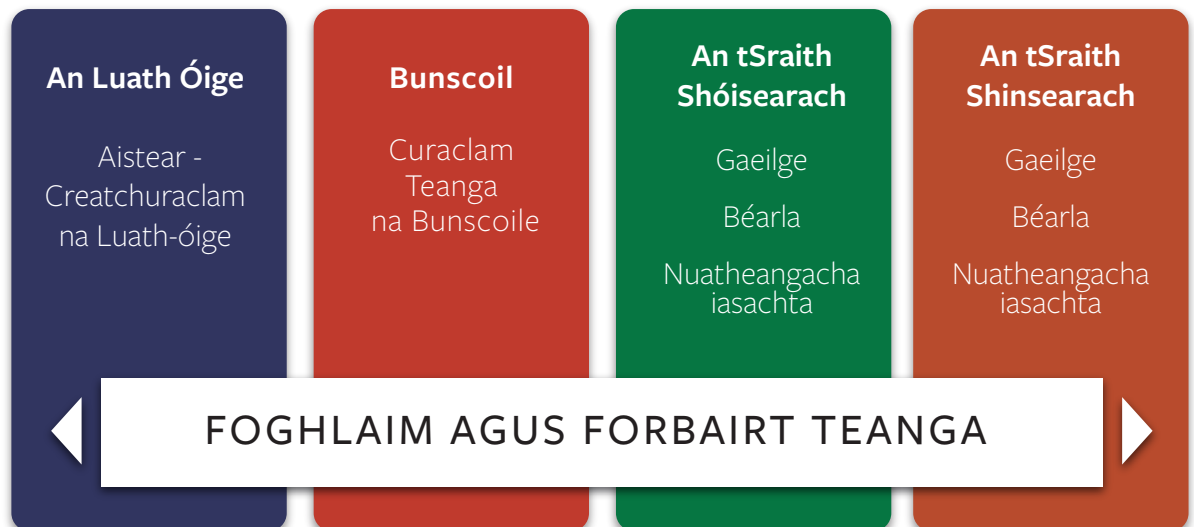 An Luath Óige
Aistear -
Creatchuraclam
na Luath-óige
Bunscoil
Curaclam
Teanga
na Bunscoile
An tSraith
Shóisearach
Gaeilge
Béarla
Nuatheangacha
iasachta
An tSraith
Shinsearach
Gaeilge
Béarla
Nuatheangacha
iasachta
FOGHLAIM AGUS FORBAIRT TEANGA